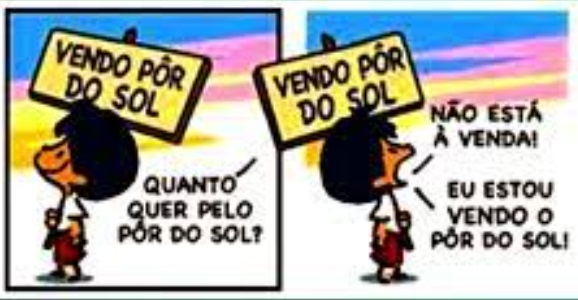 VENDO PÔR
DO SOL
QUANTO
QUER PELO
PÔR DO SOL?
VENDO PÔR
DO SOL
NÃO ESTÁ
À VENDA!
EU ESTOU
VENDO O
PÔR DO SOL!